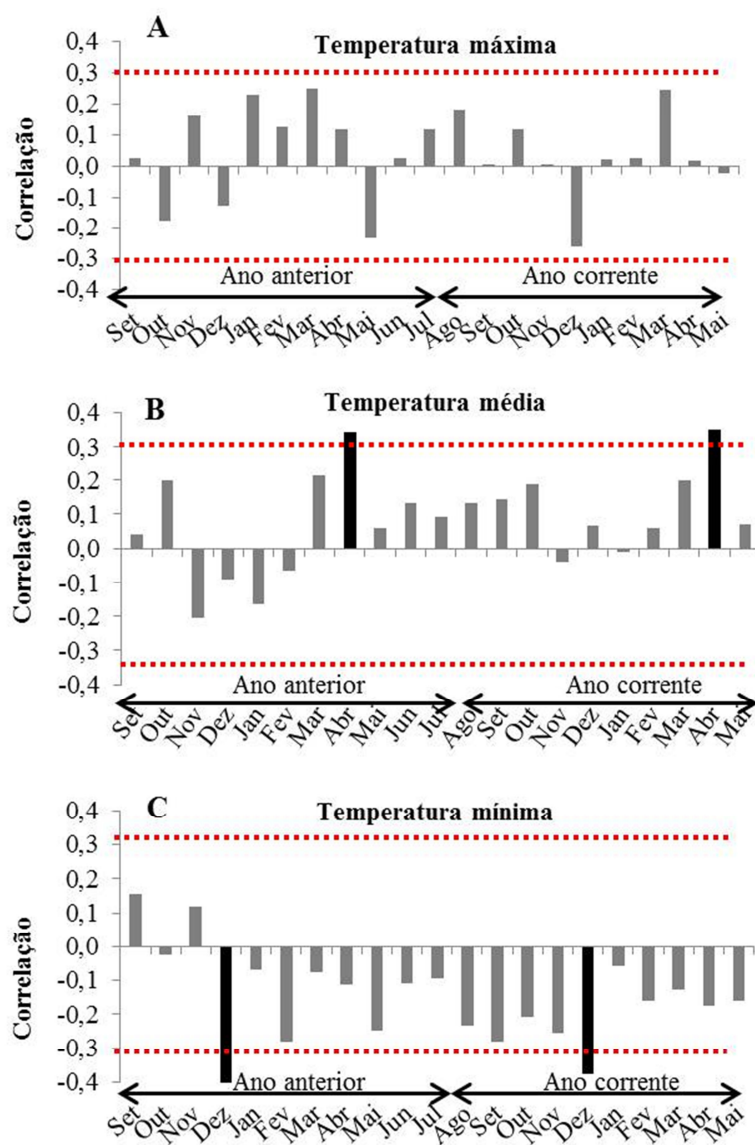 A
Temperatura máxima
Correlação
0,4
0,3
0,2
0,1
0,0
-0,1
-0,2
-0,3
-0,4
Ano anterior
Ano corrente
Set Out Nov Dez Jan Fev Mar Abr Mai Jun Jul Ago Set Out Nov Dez Jan Fev Mar Abr Mai
B
Temperatura média
Correlação
0,4
0,3
0,2
0,1
0,0
-0,1
-0,2
-0,3
-0,4
Ano anterior
Ano corrente
Set Out Nov Dez Jan Fev Mar Abr Mai Jun Jul Ago Set Out Nov Dez Jan Fev Mar Abr Mai
C
Temperatura mínima
Correlação
0,4
0,3
0,2
0,1
0,0
-0,1
-0,2
-0,3
-0,4
Ano anterior
Ano corrente
Set Out Nov Dez Jan Fev Mar Abr Mai Jun Jul Ago Set Out Nov Dez Jan Fev Mar Abr Mai